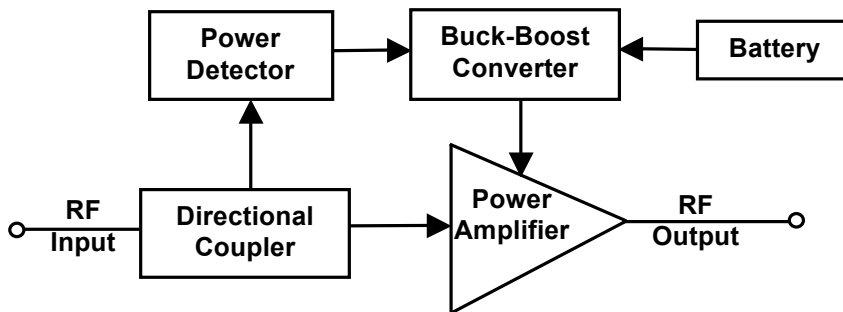 Power
Detector
Buck-Boost
Converter
Battery
RF
Input
Directional
Coupler
Power
Amplifier
RF
Output